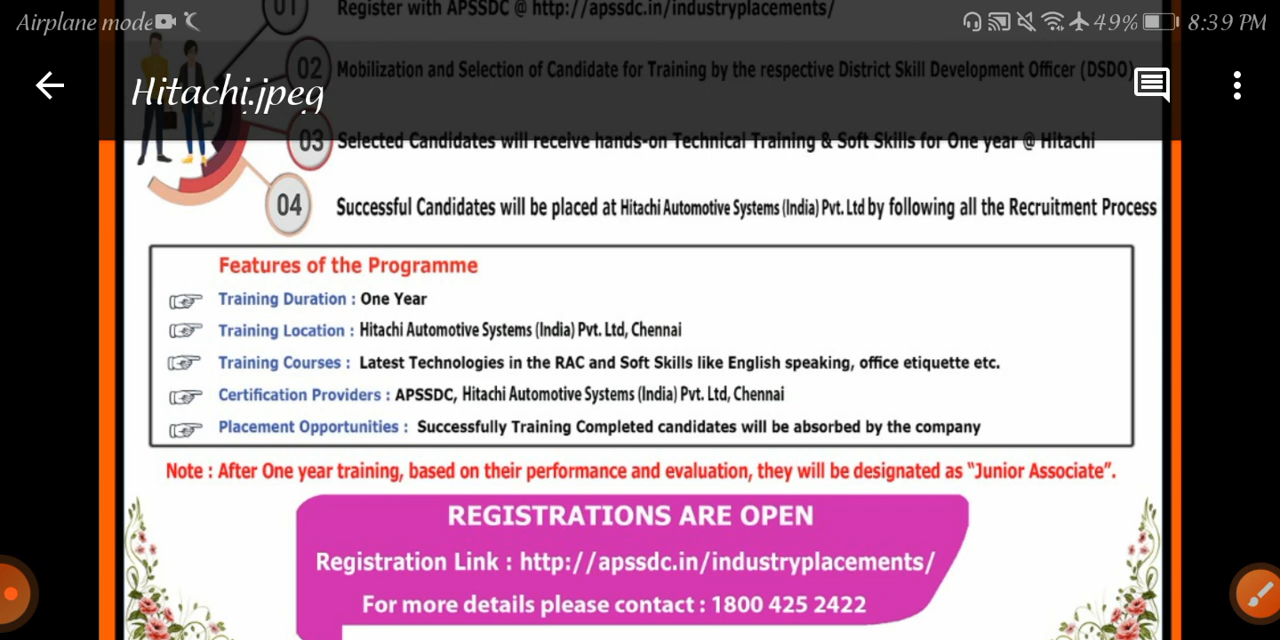 Airplane mode 49% 8:39 PM
01 Register with APSSDC @ http://apssdc.in/industryplacements/
02 Mobilization and Selection of Candidate for Training by the respective District Skill Development Officer (DSDO)
Hitachi.jpeg
03 Selected Candidates will receive hands-on Technical Training & Soft Skills for One year @ Hitachi
04 Successful Candidates will be placed at Hitachi Automotive Systems (India) Pvt. Ltd by following all the Recruitment Process
Features of the Programme
Training Duration : One Year
Training Location : Hitachi Automotive Systems (India) Pvt. Ltd, Chennai
Training Courses : Latest Technologies in the RAC and Soft Skills like English speaking, office etiquette etc.
Certification Providers : APSSDC, Hitachi Automotive Systems (India) Pvt. Ltd, Chennai
Placement Opportunities : Successfully Training Completed candidates will be absorbed by the company
Note : After One year training, based on their performance and evaluation, they will be designated as “Junior Associate”.
REGISTRATIONS ARE OPEN
Registration Link : http://apssdc.in/industryplacements/
For more details please contact : 1800 425 2422